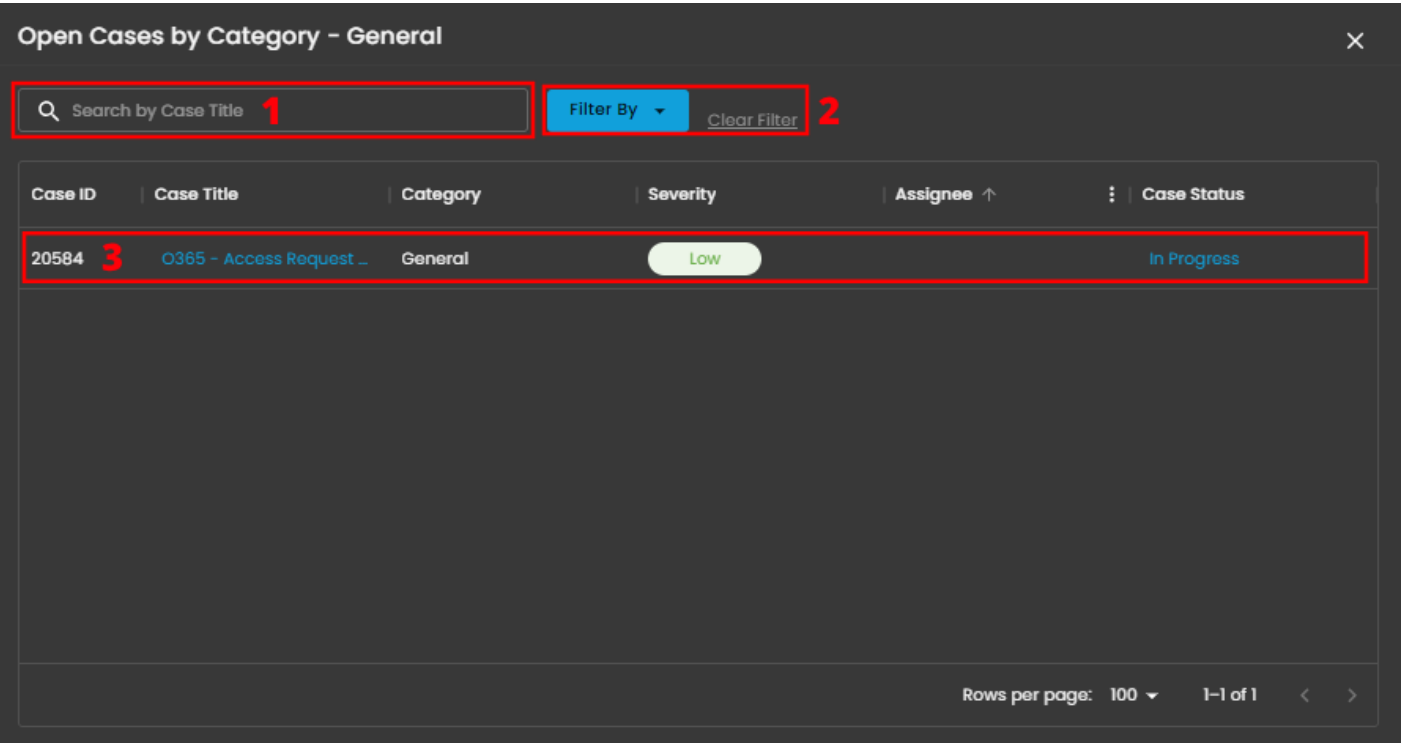 Open Cases by Category - General
Search by Case Title 1 Filter By Clear Filter 2
Case ID Case Title Category Severity Assignee Case Status
20584 3 O365 - Access Request ... General Low In Progress
Rows per page: 100 1–1 of 1